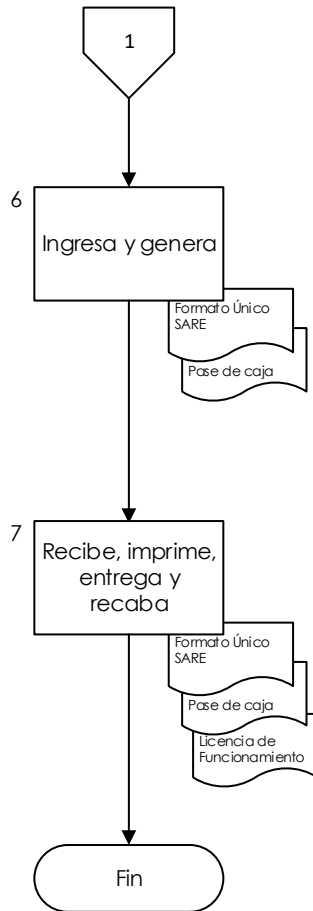 1
6
Ingresa y genera
Formato Único
SARE
Pase de caja
7
Recibe, imprime,
entrega y
recaba
Formato Único
SARE
Pase de caja
Licencia de
Funcionamiento
Fin